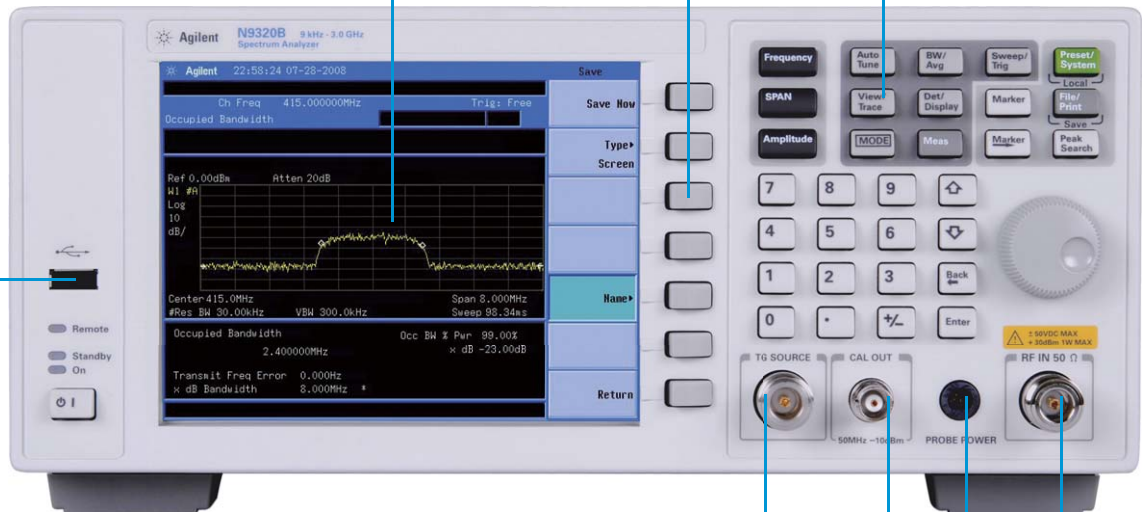 Agilent N9320B 9 kHz - 3.0 GHz
Spectrum Analyzer
Agilent 22:58:24 07-28-2008
Save
Ch Freq 415.000000MHz Trig: Free
Occupied Bandwidth
Save Now
Type
Screen
Ref 0.00dBm Atten 20dB
W1 #A
Log
10
dB/
Center 415.0MHz Span 8.000MHz
#Res BW 30.00kHz VBW 300.0kHz Sweep 98.34ms
Name
Occupied Bandwidth Occ BW % Pwr 99.00%
2.400000MHz x dB -23.00dB
Transmit Freq Error 0.000Hz
x dB Bandwidth 8.000MHz *
Return
Remote
Standby
On
Frequency
Auto Tune
BW/ Avg
Sweep/ Trig
Preset/ System
Local
SPAN
View/ Trace
Det/ Display
Marker
File/ Print
Save
Amplitude
MODE
Meas
Marker
Peak Search
7 8 9
4 5 6
1 2 3 Back
0 . +/− Enter
± 50VDC MAX
+ 30dBm 1W MAX
TG SOURCE
CAL OUT
RF IN 50 Ω
50MHz -10dBm
PROBE POWER